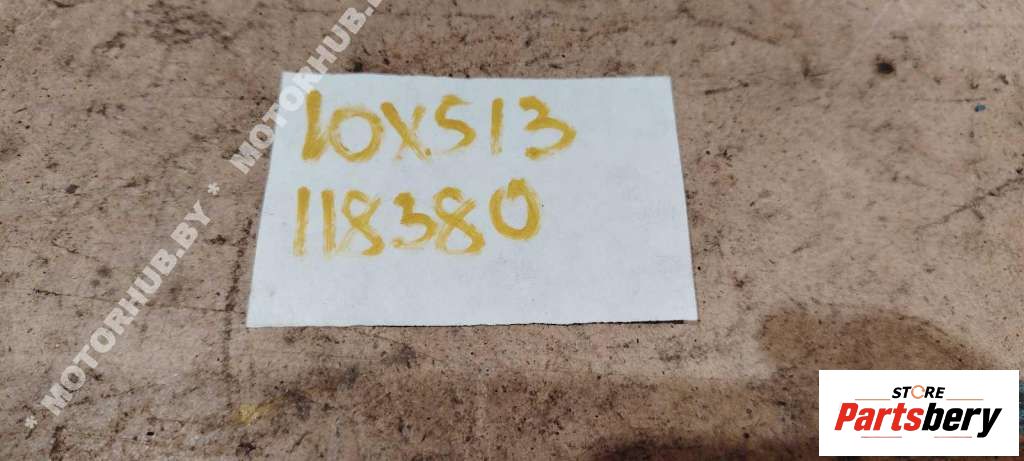 10X513
118380
* MOTORHUB.BY * MOTORHUB.BY
STORE
Partsbery